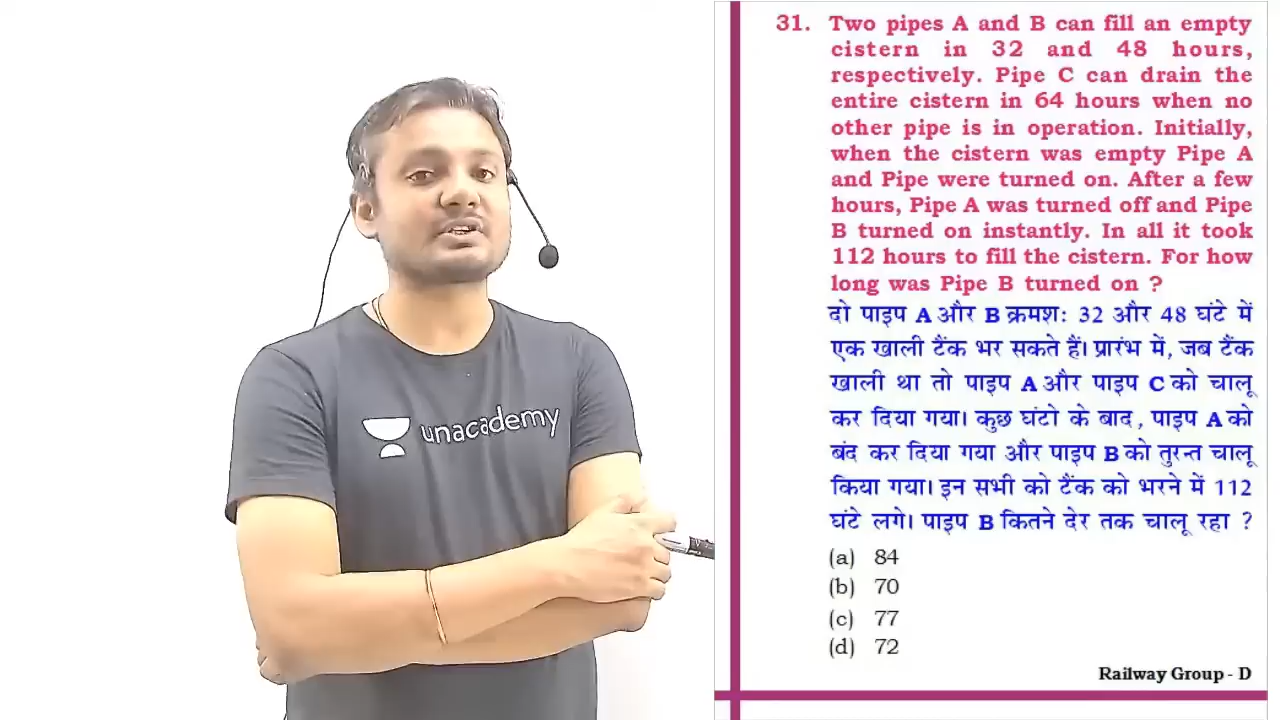 unacademy
31. Two pipes A and B can fill an empty
cistern in 32 and 48 hours,
respectively. Pipe C can drain the
entire cistern in 64 hours when no
other pipe is in operation. Initially,
when the cistern was empty Pipe A
and Pipe were turned on. After a few
hours, Pipe A was turned off and Pipe
B turned on instantly. In all it took
112 hours to fill the cistern. For how
long was Pipe B turned on ?
दो पाइप A और B क्रमश: 32 और 48 घंटे में
एक खाली टैंक भर सकते हैं। प्रारंभ में, जब टैंक
खाली था तो पाइप A और पाइप C को चालू
कर दिया गया। कुछ घंटो के बाद, पाइप A को
बंद कर दिया गया और पाइप B को तुरन्त चालू
किया गया। इन सभी को टैंक को भरने में 112
घंटे लगे। पाइप B कितने देर तक चालू रहा ?
(a) 84
(b) 70
(c) 77
(d) 72
Railway Group - D